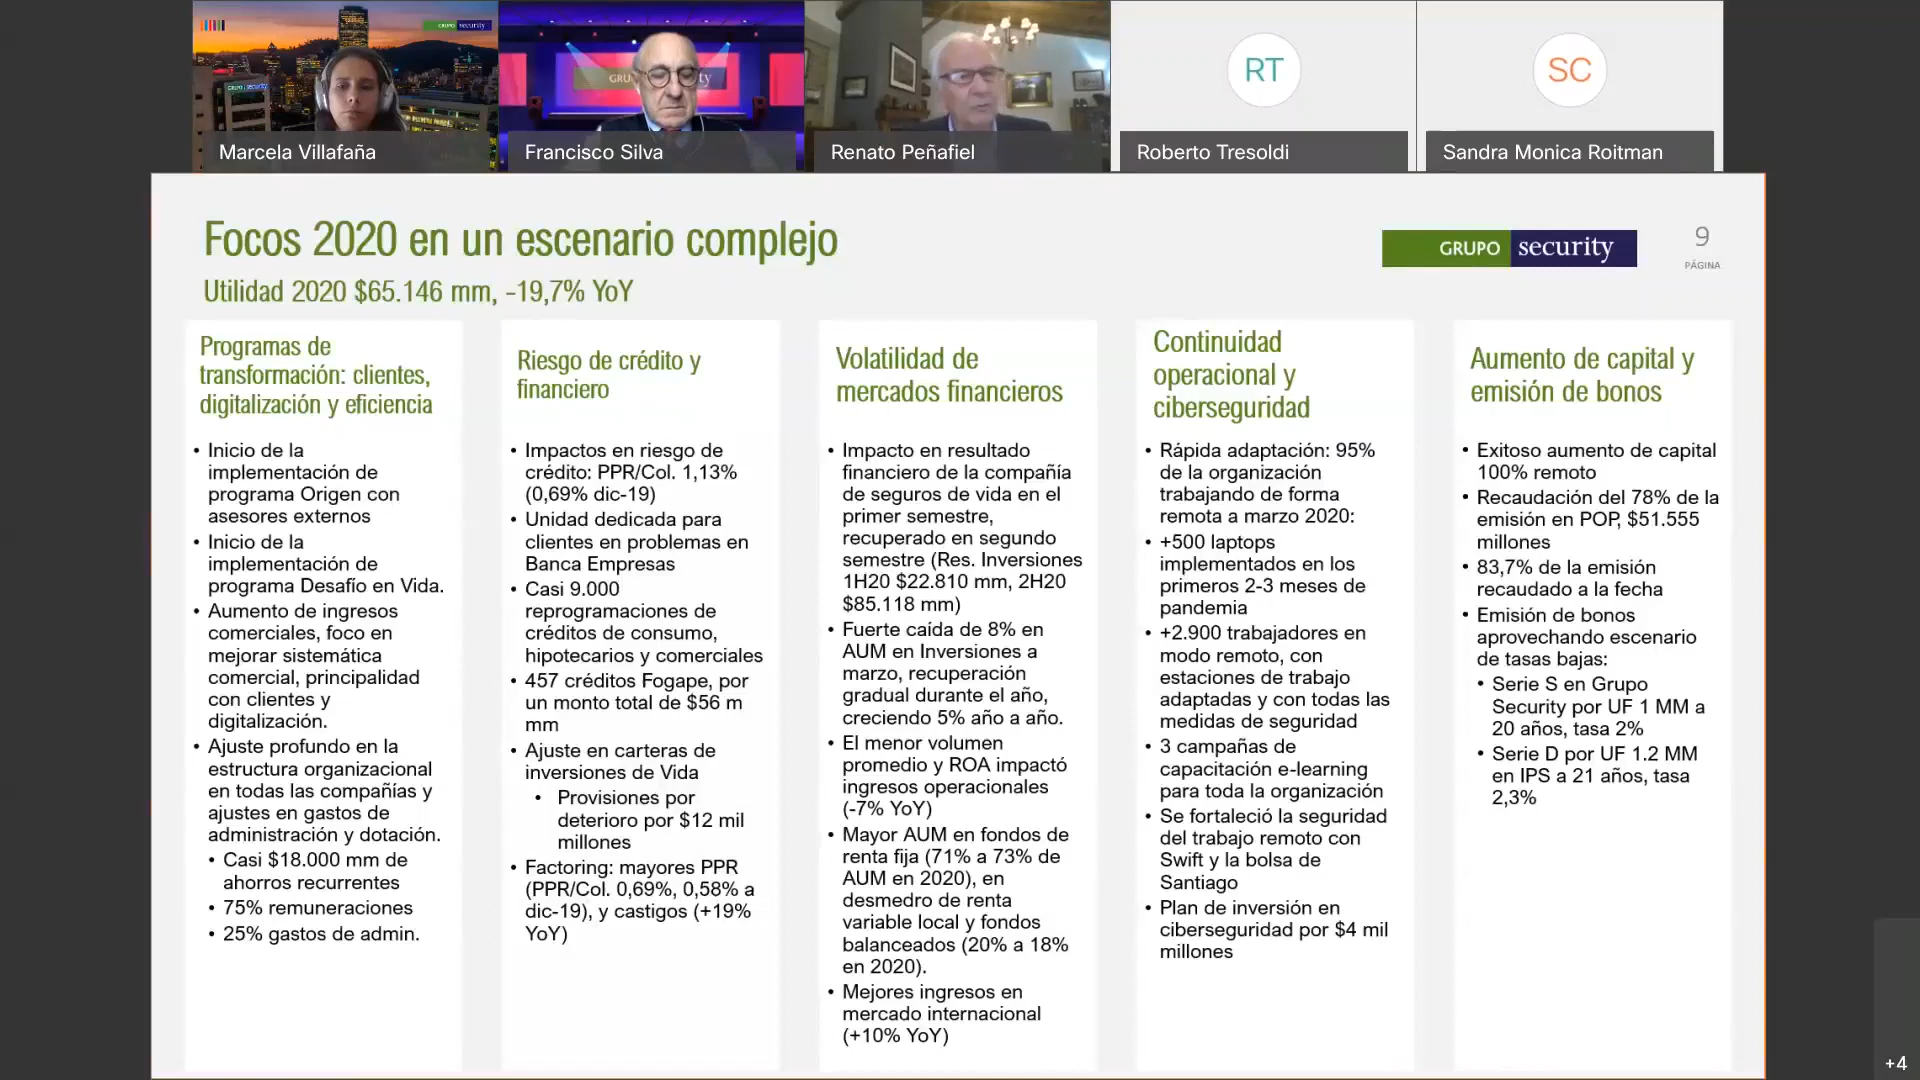 GRUPO security
GRUPO security
GRU ty
RT
SC
Marcela Villafaña
Francisco Silva
Renato Peñafiel
Roberto Tresoldi
Sandra Monica Roitman
Focos 2020 en un escenario complejo
Utilidad 2020 $65.146 mm, -19,7% YoY
GRUPO security
9
PÁGINA
Programas de
transformación: clientes,
digitalización y eficiencia
• Inicio de la
implementación de
programa Origen con
asesores externos
• Inicio de la
implementación de
programa Desafío en Vida.
• Aumento de ingresos
comerciales, foco en
mejorar sistemática
comercial, principalidad
con clientes y
digitalización.
• Ajuste profundo en la
estructura organizacional
en todas las compañías y
ajustes en gastos de
administración y dotación.
• Casi $18.000 mm de
ahorros recurrentes
• 75% remuneraciones
• 25% gastos de admin.
Riesgo de crédito y
financiero
• Impactos en riesgo de
crédito: PPR/Col. 1,13%
(0,69% dic-19)
• Unidad dedicada para
clientes en problemas en
Banca Empresas
• Casi 9.000
reprogramaciones de
créditos de consumo,
hipotecarios y comerciales
• 457 créditos Fogape, por
un monto total de $56 m
mm
• Ajuste en carteras de
inversiones de Vida
• Provisiones por
deterioro por $12 mil
millones
• Factoring: mayores PPR
(PPR/Col. 0,69%, 0,58% a
dic-19), y castigos (+19%
YoY)
Volatilidad de
mercados financieros
• Impacto en resultado
financiero de la compañía
de seguros de vida en el
primer semestre,
recuperado en segundo
semestre (Res. Inversiones
1H20 $22.810 mm, 2H20
$85.118 mm)
• Fuerte caída de 8% en
AUM en Inversiones a
marzo, recuperación
gradual durante el año,
creciendo 5% año a año.
• El menor volumen
promedio y ROA impactó
ingresos operacionales
(-7% YoY)
• Mayor AUM en fondos de
renta fija (71% a 73% de
AUM en 2020), en
desmedro de renta
variable local y fondos
balanceados (20% a 18%
en 2020).
• Mejores ingresos en
mercado internacional
(+10% YoY)
Continuidad
operacional y
ciberseguridad
• Rápida adaptación: 95%
de la organización
trabajando de forma
remota a marzo 2020:
• +500 laptops
implementados en los
primeros 2-3 meses de
pandemia
• +2.900 trabajadores en
modo remoto, con
estaciones de trabajo
adaptadas y con todas las
medidas de seguridad
• 3 campañas de
capacitación e-learning
para toda la organización
• Se fortaleció la seguridad
del trabajo remoto con
Swift y la bolsa de
Santiago
• Plan de inversión en
ciberseguridad por $4 mil
millones
Aumento de capital y
emisión de bonos
• Exitoso aumento de capital
100% remoto
• Recaudación del 78% de la
emisión en POP, $51.555
millones
• 83,7% de la emisión
recaudado a la fecha
• Emisión de bonos
aprovechando escenario
de tasas bajas:
• Serie S en Grupo
Security por UF 1 MM a
20 años, tasa 2%
• Serie D por UF 1.2 MM
en IPS a 21 años, tasa
2,3%
+4